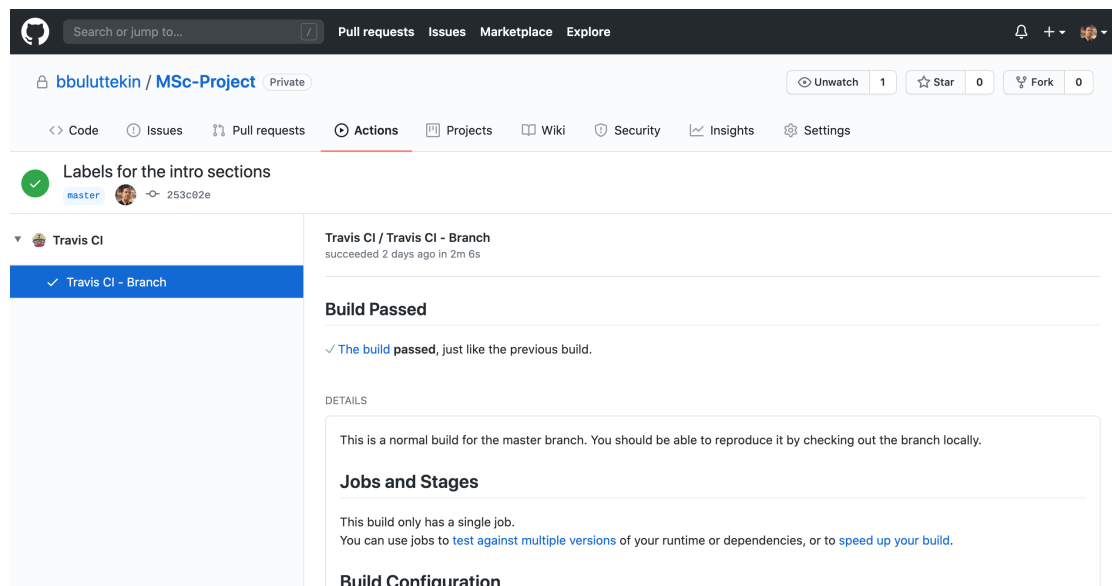 Search or jump to... / Pull requests Issues Marketplace Explore
bbuluttekin / MSc-Project Private Unwatch 1 Star 0 Fork 0
Code Issues Pull requests Actions Projects Wiki Security Insights Settings
Labels for the intro sections
master 253c02e
Travis CI
Travis CI - Branch
Travis CI / Travis CI - Branch
succeeded 2 days ago in 2m 6s
Build Passed
The build passed, just like the previous build.
DETAILS
This is a normal build for the master branch. You should be able to reproduce it by checking out the branch locally.
Jobs and Stages
This build only has a single job.
You can use jobs to test against multiple versions of your runtime or dependencies, or to speed up your build.
Build Configuration